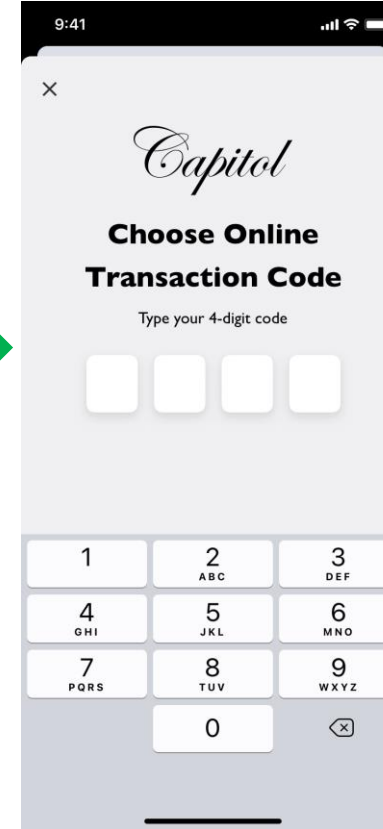 9:41
Capitol
Choose Online
Transaction Code
Type your 4-digit code
1 2 3
ABC DEF
4 5 6
GHI JKL MNO
7 8 9
PQRS TUV WXYZ
0